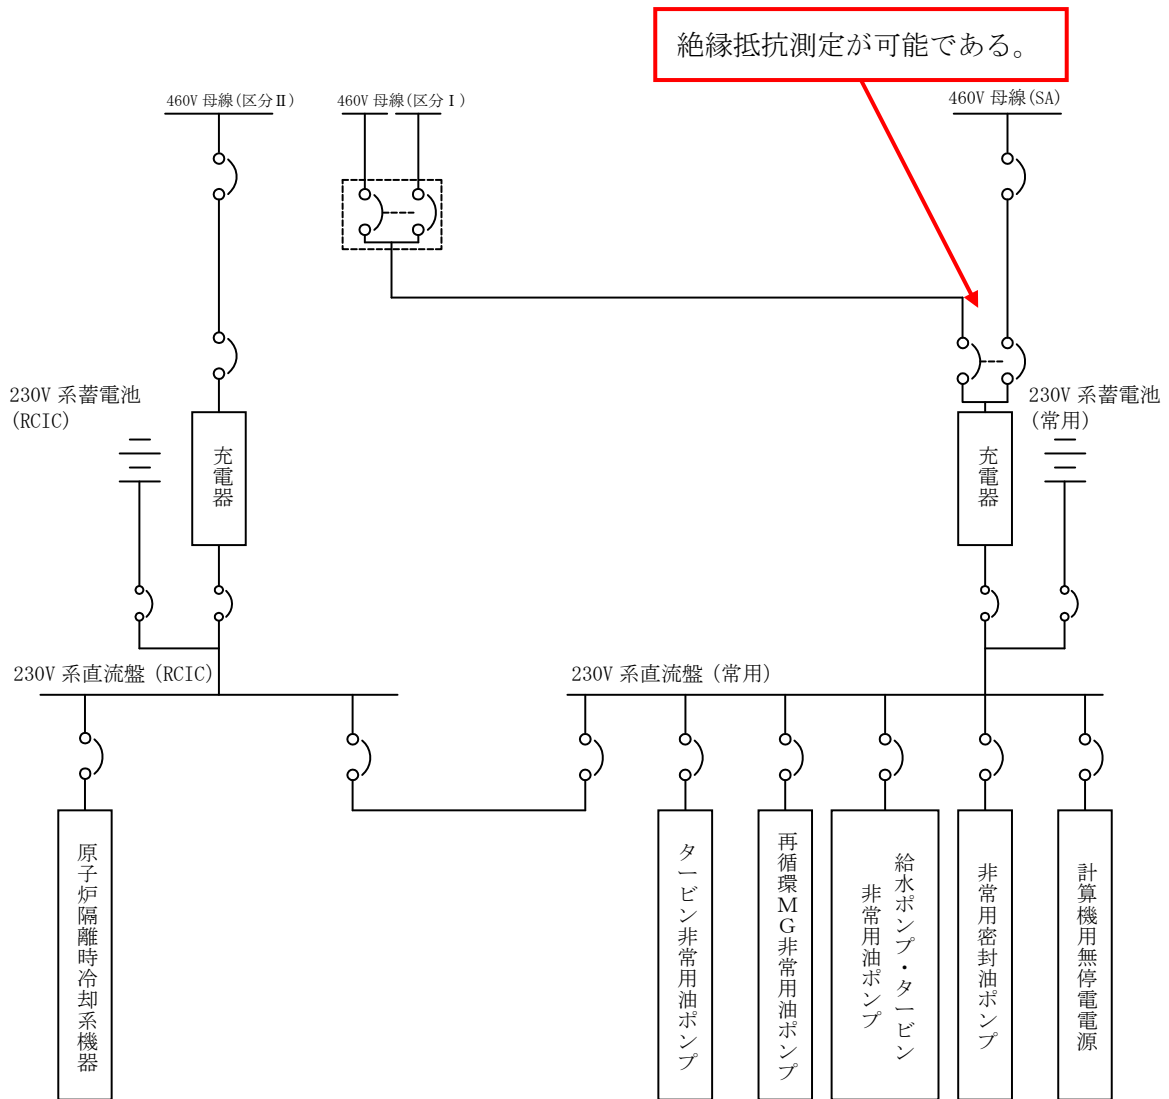 絶縁抵抗測定が可能である。
460V 母線(区分Ⅱ)
460V 母線(区分Ⅰ)
460V 母線(SA)
230V 系蓄電池
(RCIC)
充電器
充電器
230V 系蓄電池
(常用)
230V 系直流盤 (RCIC)
230V 系直流盤 (常用)
原子炉隔離時冷却系機器
タービン非常用油ポンプ
再循環MG非常用油ポンプ
給水ポンプ・タービン
非常用油ポンプ
非常用密封油ポンプ
計算機用無停電電源